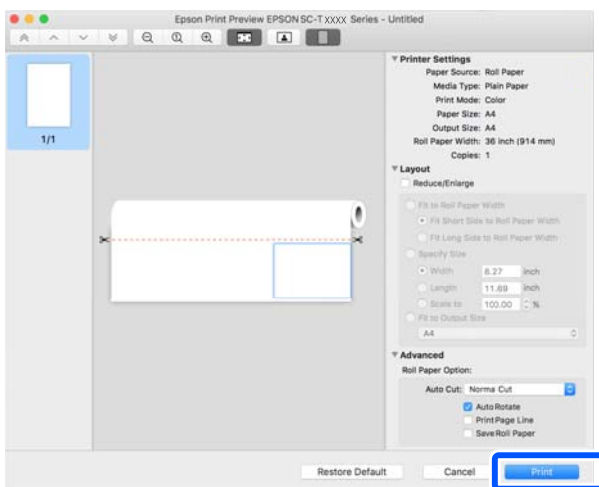 Epson Print Preview EPSON SC-T XXXX Series - Untitled
1/1
Printer Settings
Paper Source: Roll Paper
Media Type: Plain Paper
Print Mode: Color
Paper Size: A4
Output Size: A4
Roll Paper Width: 36 inch (914 mm)
Copies: 1
Layout
Reduce/Enlarge
Fit to Roll Paper Width
Fit Short Side to Roll Paper Width
Fit Long Side to Roll Paper Width
Specify Size
Width 8.27 inch
Length 11.69 inch
Scale to 100.00 %
Fit to Output Size
A4
Advanced
Roll Paper Option:
Auto Cut: Norma Cut
Auto Rotate
Print Page Line
Save Roll Paper
Restore Default Cancel Print